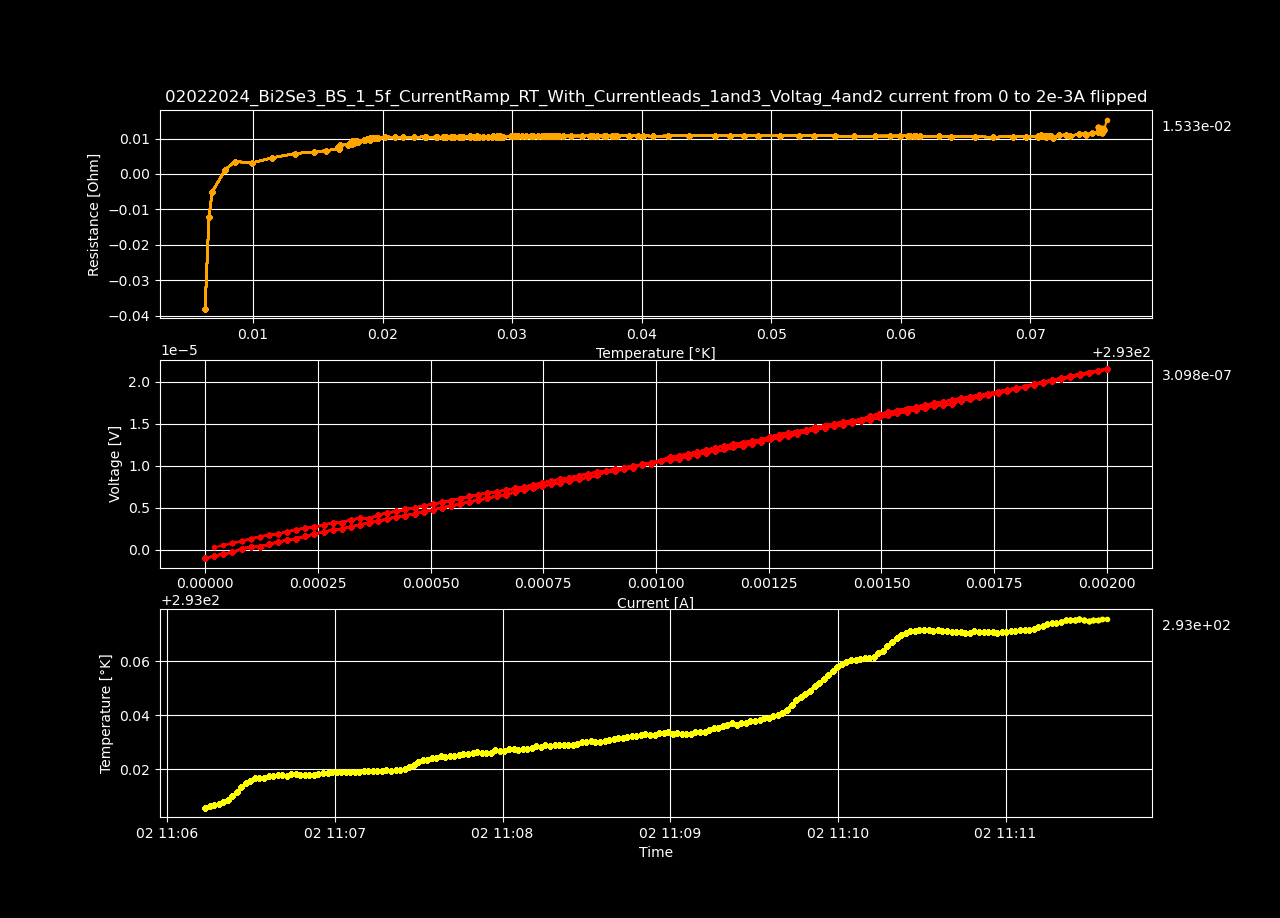 02022024_Bi2Se3_BS_1_5f_CurrentRamp_RT_With_Currentleads_1and3_Voltag_4and2 current from 0 to 2e-3A flipped
1.533e-02
Resistance [Ohm]
0.01
0.00
−0.01
−0.02
−0.03
−0.04
0.01 0.02 0.03 0.04 0.05 0.06 0.07
Temperature [°K]
+2.93e2
1e−5
3.098e-07
Voltage [V]
2.0
1.5
1.0
0.5
0.0
0.00000 0.00025 0.00050 0.00075 0.00100 0.00125 0.00150 0.00175 0.00200
Current [A]
+2.93e2
2.93e+02
Temperature [°K]
0.06
0.04
0.02
02 11:06 02 11:07 02 11:08 02 11:09 02 11:10 02 11:11
Time